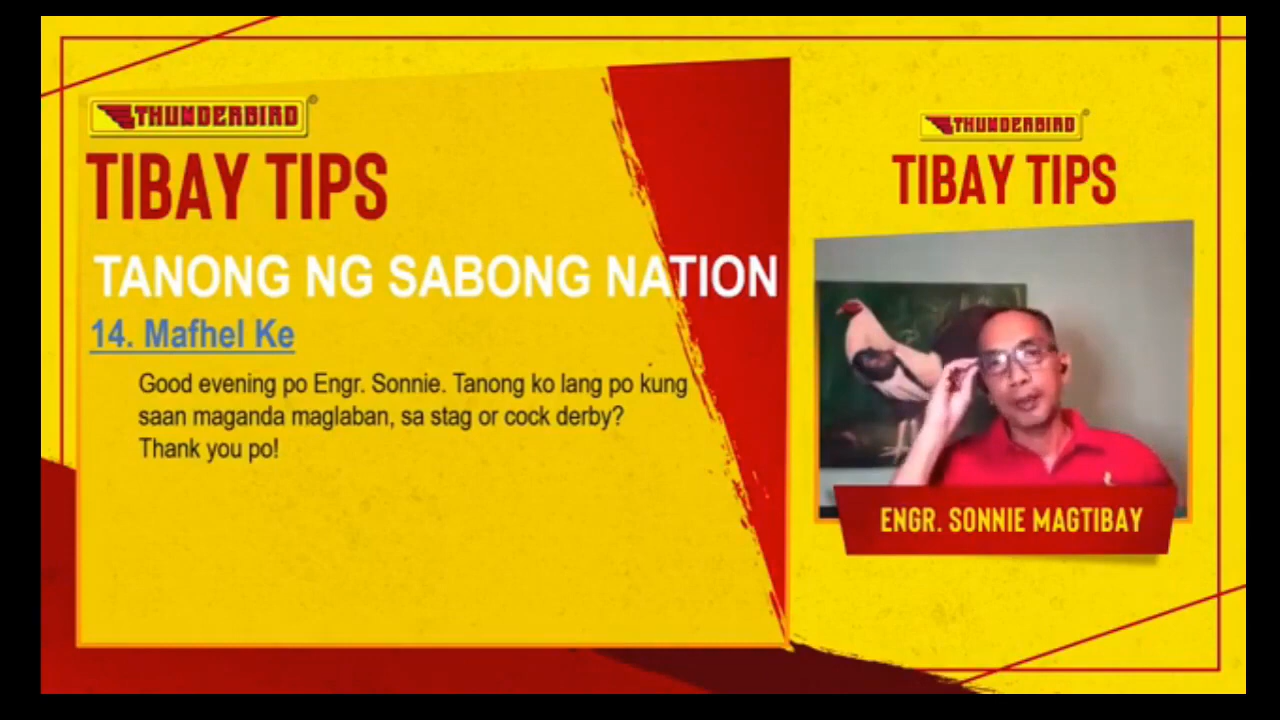 THUNDERBIRD
TIBAY TIPS
TANONG NG SABONG NATION
14. Mafhel Ke
Good evening po Engr. Sonnie. Tanong ko lang po kung
saan maganda maglaban, sa stag or cock derby?
Thank you po!
THUNDERBIRD
TIBAY TIPS
ENGR. SONNIE MAGTIBAY